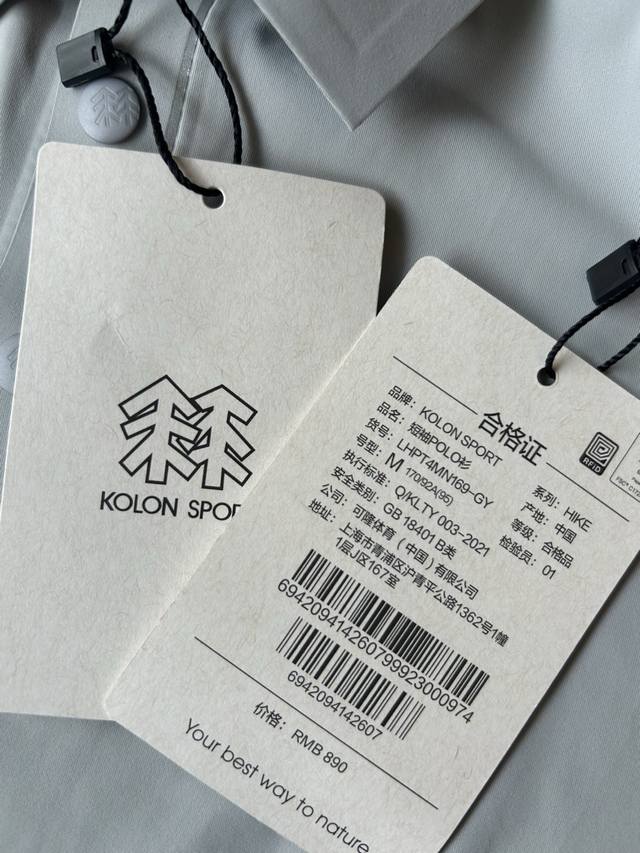 KOLON SPOR
合格证
RFID
品牌：KOLON SPORT
品名：短袖POLO衫
货号：LHPT4MN169-GY
号型：M 170/92A(95)
执行标准：Q/KLTY 003-2021
安全类别：GB 18401 B类
公司：可隆体育（中国）有限公司
地址：上海市青浦区沪青平公路1362号1幢
1层J区167室
系列：HIKE
产地：中国
等级：合格品
检验员：01
694209414260799923000974
6942094142607
价格：RMB 890
Your best way to nature